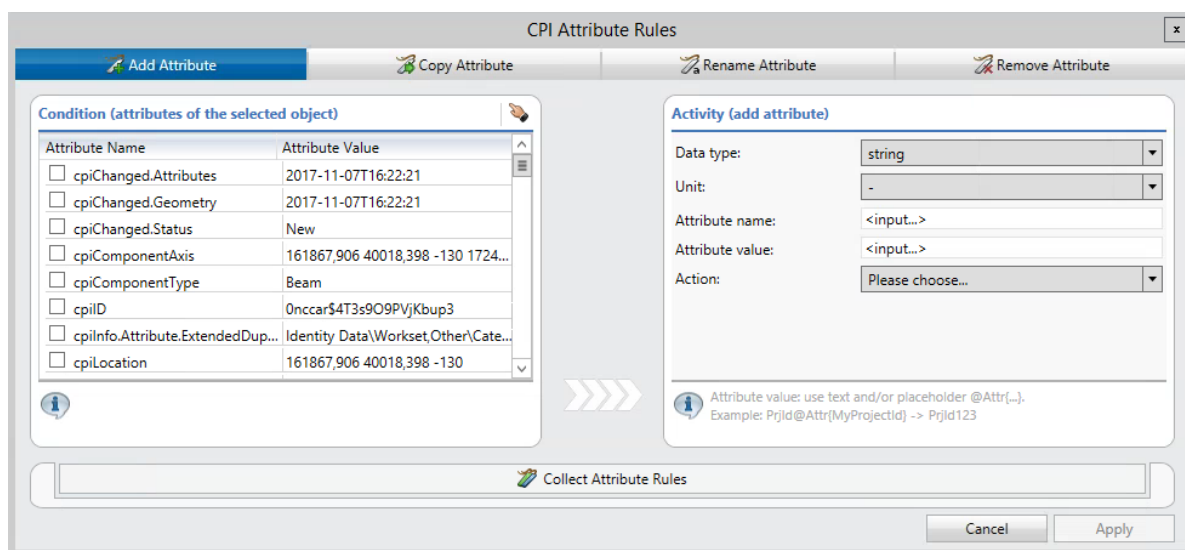 CPI Attribute Rules
x
Add Attribute Copy Attribute Rename Attribute Remove Attribute
Condition (attributes of the selected object)
Attribute Name Attribute Value
cpiChanged.Attributes 2017-11-07T16:22:21
cpiChanged.Geometry 2017-11-07T16:22:21
cpiChanged.Status New
cpiComponentAxis 161867,906 40018,398 -130 1724...
cpiComponentType Beam
cpiID 0nccar$4T3s9O9PVjKbup3
cpiInfo.Attribute.ExtendedDup... Identity Data\Workset,Other\Cate...
cpiLocation 161867,906 40018,398 -130
Activity (add attribute)
Data type: string
Unit: -
Attribute name: <input...>
Attribute value: <input...>
Action: Please choose...
Attribute value: use text and/or placeholder @Attr{...}.
Example: PrjId@Attr{MyProjectId} -> PrjId123
Collect Attribute Rules
Cancel Apply